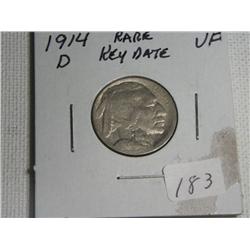 1914 RARE VF
D KEY DATE
183